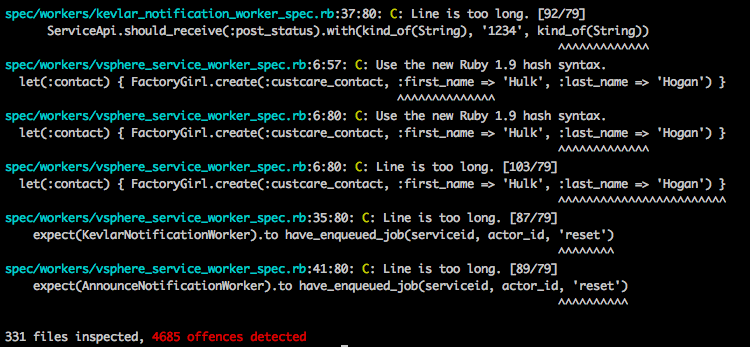 spec/workers/kevlar_notification_worker_spec.rb:37:80: C: Line is too long. [92/79]
      ServiceApi.should_receive(:post_status).with(kind_of(String), '1234', kind_of(String))
                                                                               ^^^^^^^^^^^^^
spec/workers/vsphere_service_worker_spec.rb:6:57: C: Use the new Ruby 1.9 hash syntax.
  let(:contact) { FactoryGirl.create(:custcare_contact, :first_name => 'Hulk', :last_name => 'Hogan') }
                                                        ^^^^^^^^^^^^^^
spec/workers/vsphere_service_worker_spec.rb:6:80: C: Use the new Ruby 1.9 hash syntax.
  let(:contact) { FactoryGirl.create(:custcare_contact, :first_name => 'Hulk', :last_name => 'Hogan') }
                                                                               ^^^^^^^^^^^^^
spec/workers/vsphere_service_worker_spec.rb:6:80: C: Line is too long. [103/79]
  let(:contact) { FactoryGirl.create(:custcare_contact, :first_name => 'Hulk', :last_name => 'Hogan') }
                                                                               ^^^^^^^^^^^^^^^^^^^^^^^^
spec/workers/vsphere_service_worker_spec.rb:35:80: C: Line is too long. [87/79]
    expect(KevlarNotificationWorker).to have_enqueued_job(serviceid, actor_id, 'reset')
                                                                               ^^^^^^^^
spec/workers/vsphere_service_worker_spec.rb:41:80: C: Line is too long. [89/79]
    expect(AnnounceNotificationWorker).to have_enqueued_job(serviceid, actor_id, 'reset')
                                                                               ^^^^^^^^^^
331 files inspected, 4685 offences detected